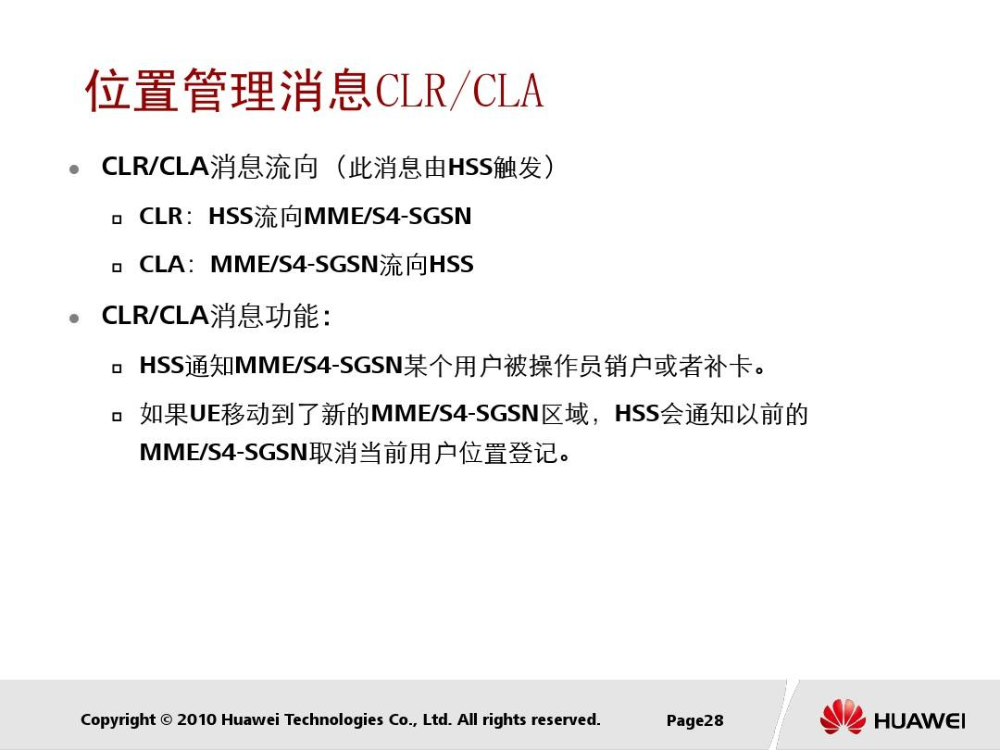 位置管理消息CLR/CLA
CLR/CLA消息流向（此消息由HSS触发）
CLR：HSS流向MME/S4-SGSN
CLA：MME/S4-SGSN流向HSS
CLR/CLA消息功能：
HSS通知MME/S4-SGSN某个用户被操作员销户或者补卡。
如果UE移动到了新的MME/S4-SGSN区域，HSS会通知以前的
MME/S4-SGSN取消当前用户位置登记。
Copyright © 2010 Huawei Technologies Co., Ltd. All rights reserved.
Page28
HUAWEI